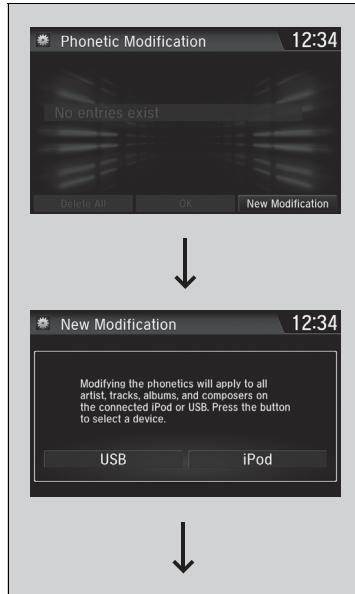 Phonetic Modification 12:34
No entries exist
Delete All OK New Modification
New Modification 12:34
Modifying the phonetics will apply to all
artist, tracks, albums, and composers on
the connected iPod or USB. Press the button
to select a device.
USB iPod